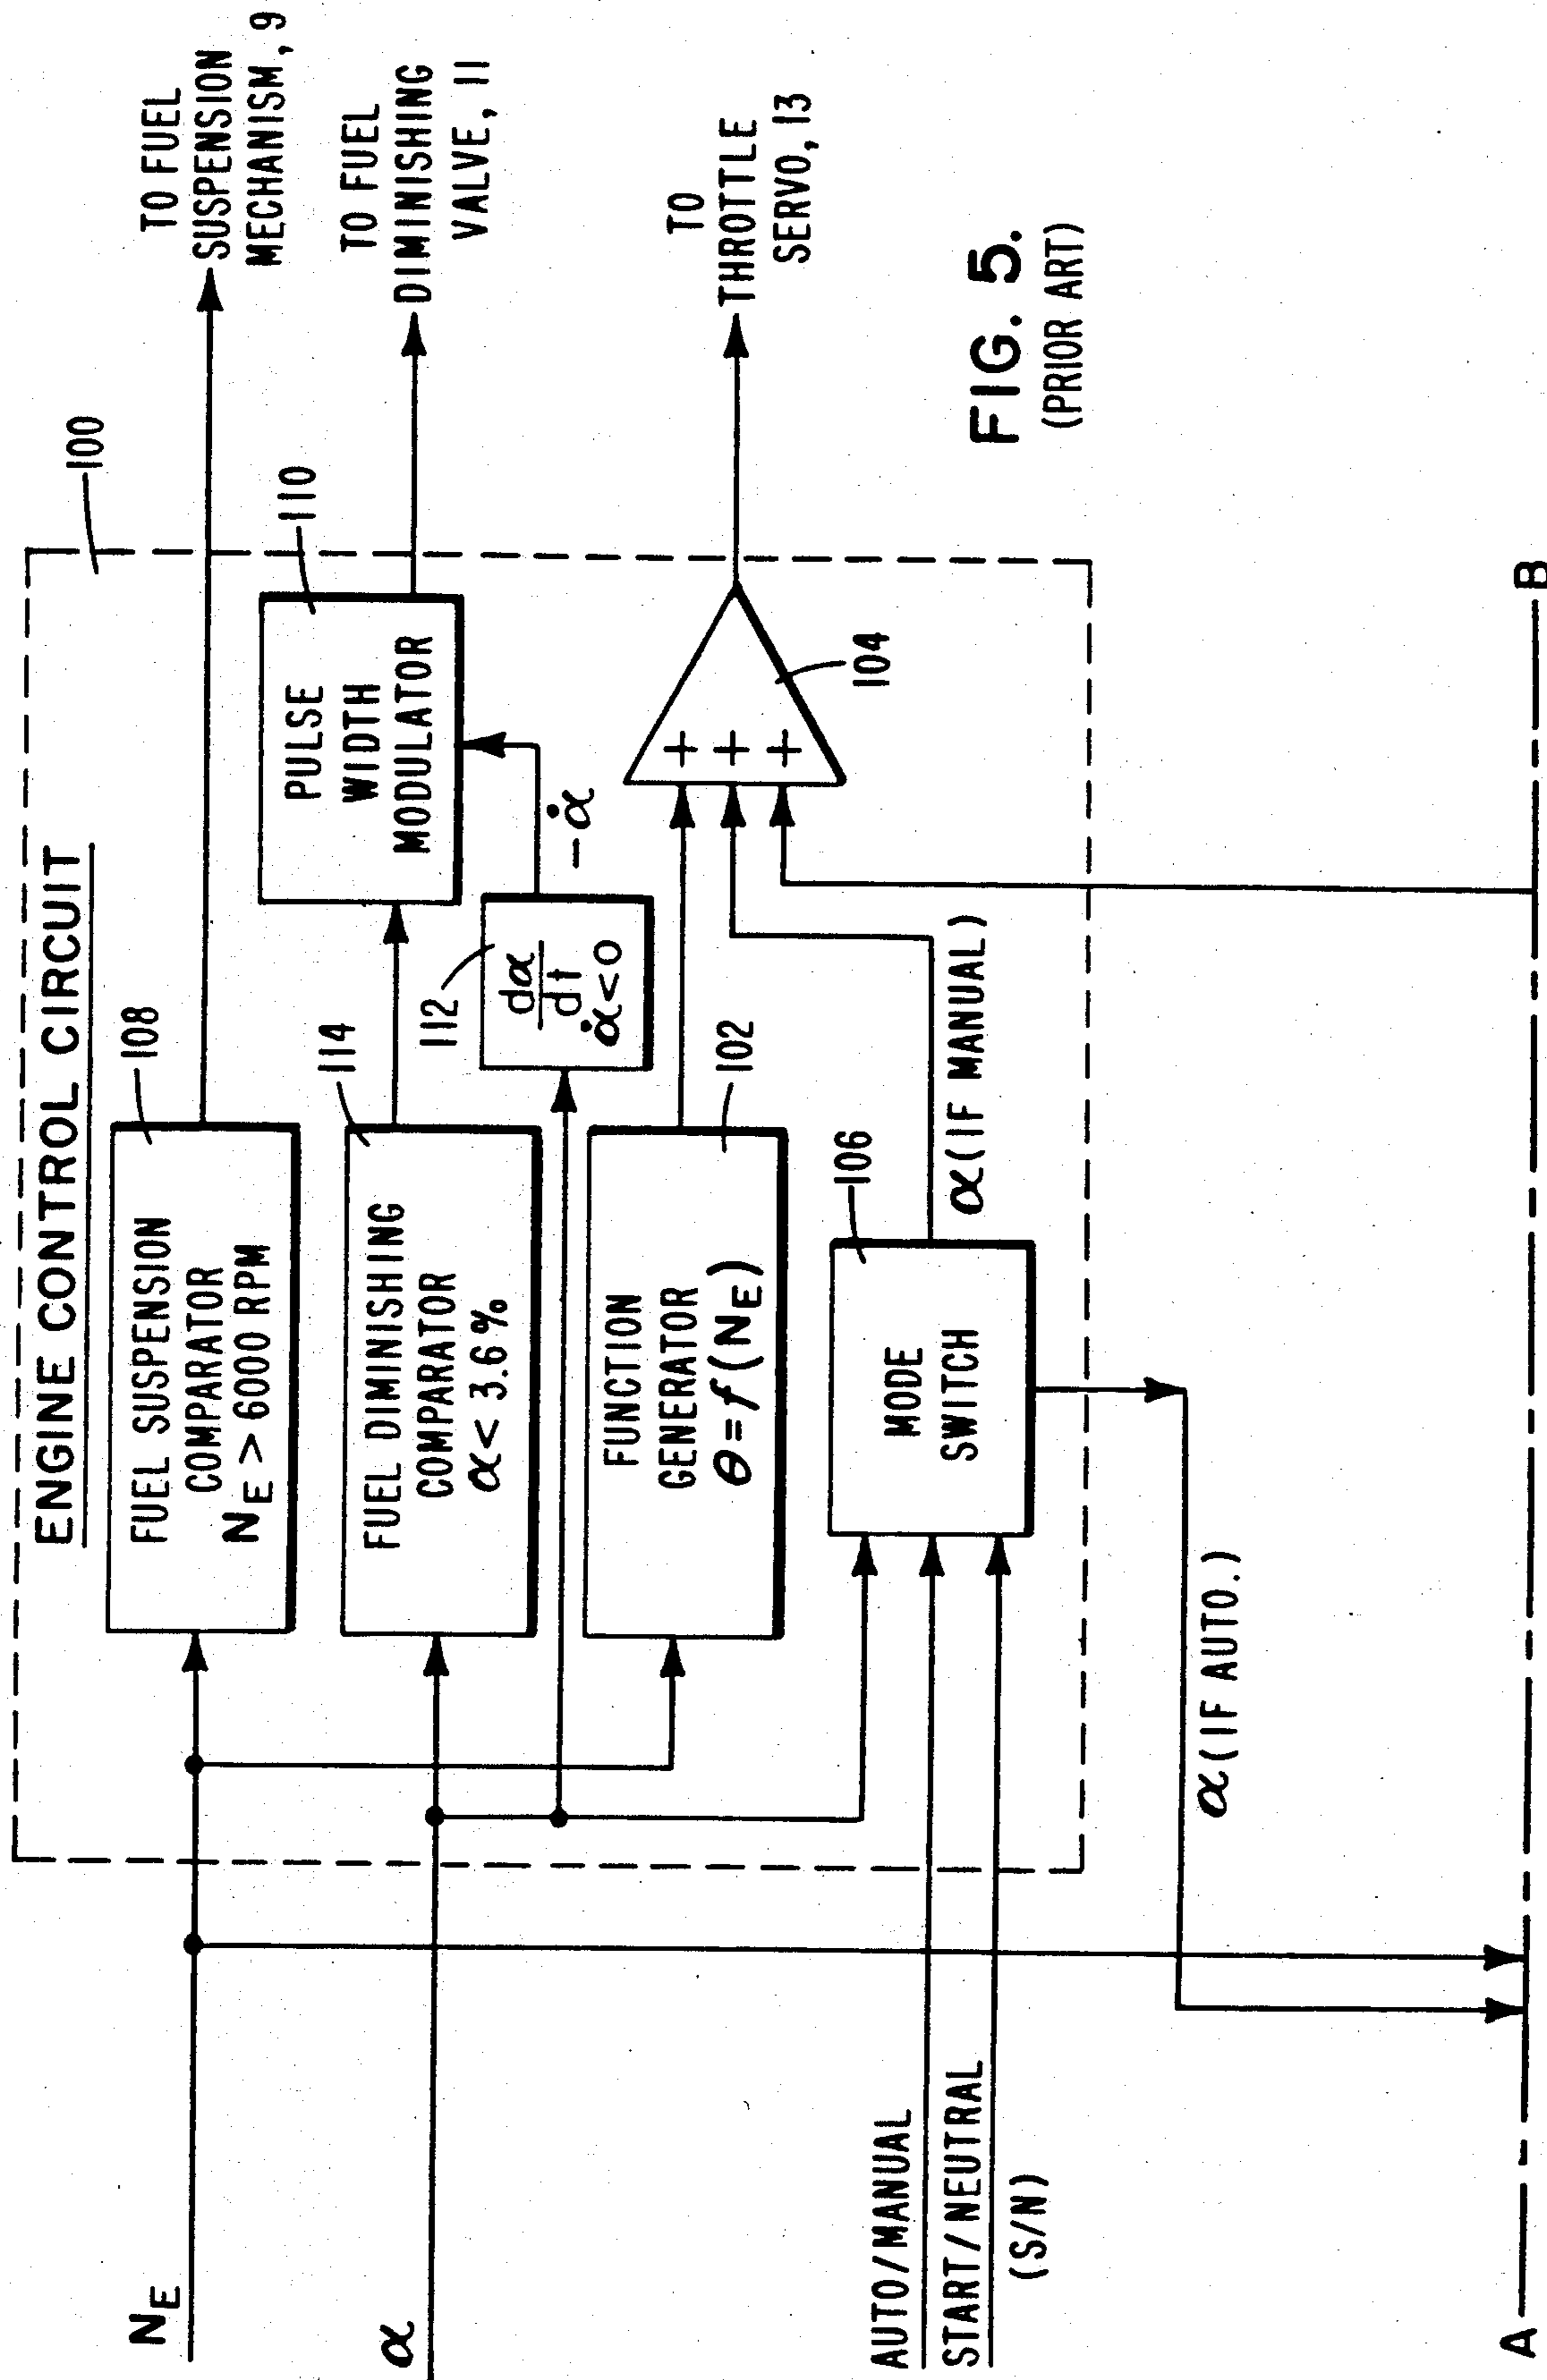 ENGINE CONTROL CIRCUIT
100
N_E
FUEL SUSPENSION
COMPARATOR
N_E > 6000 RPM
108
TO FUEL
SUSPENSION
MECHANISM, 9
α
FUEL DIMINISHING
COMPARATOR
α < 3.6%
114
PULSE
WIDTH
MODULATOR
110
TO FUEL
DIMINISHING
VALVE, 11
112
dα
dt
α̇<0
-α̇
FUNCTION
GENERATOR
θ=f(N_E)
102
+
+
+
104
TO
THROTTLE
SERVO, 13
AUTO/MANUAL
START/NEUTRAL
(S/N)
MODE
SWITCH
106
α(IF MANUAL)
α(IF AUTO.)
FIG. 5.
(PRIOR ART)
A
B